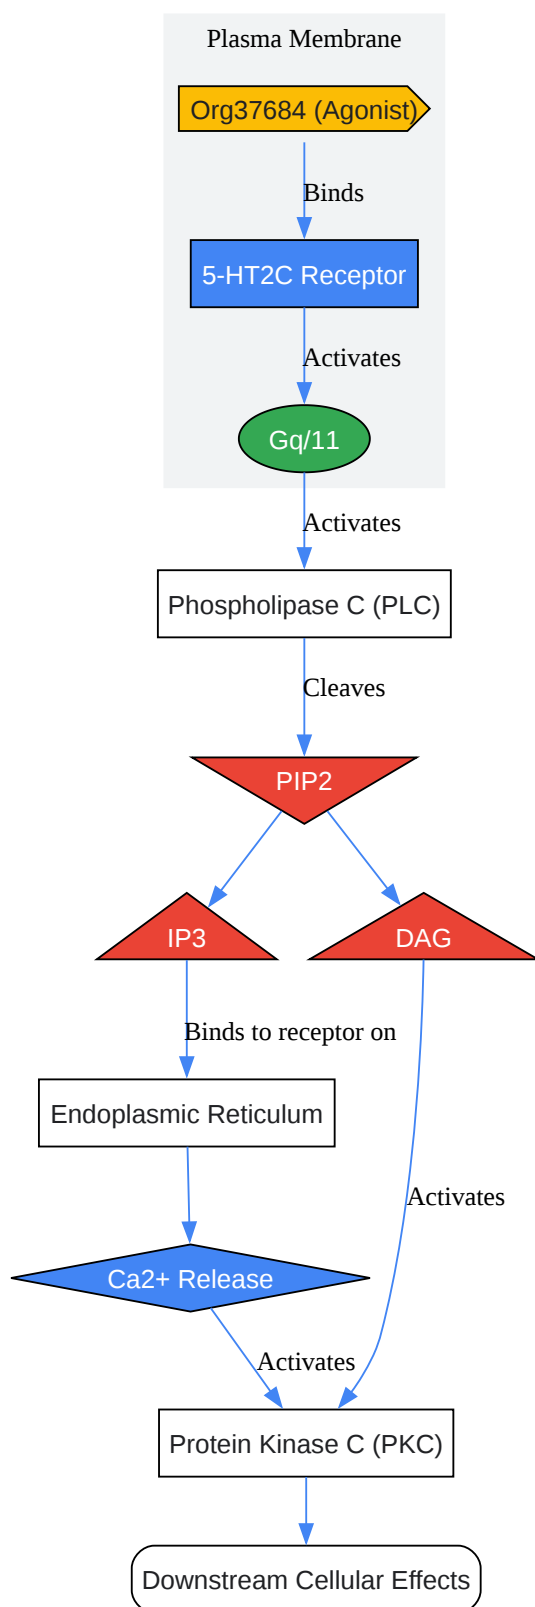 Plasma Membrane
Org37684 (Agonist)
Binds
5-HT2C Receptor
Activates
Gq/11
Activates
Phospholipase C (PLC)
Cleaves
PIP2
IP3
DAG
Binds to receptor on
Endoplasmic Reticulum
Activates
Ca2+ Release
Activates
Protein Kinase C (PKC)
Downstream Cellular Effects